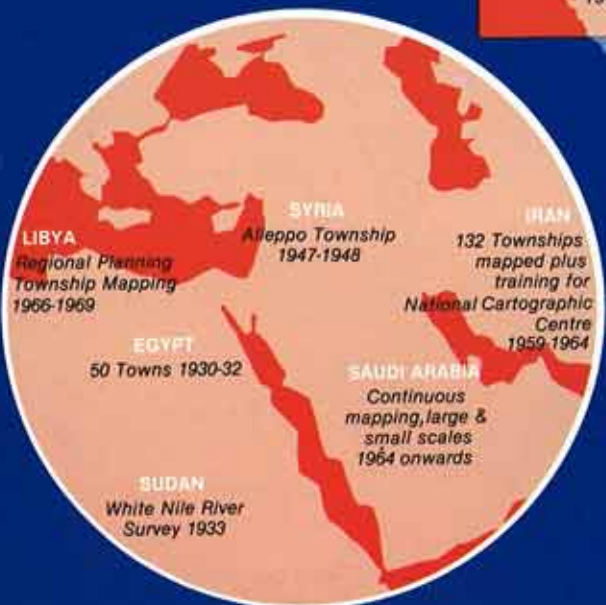 SYRIA
Alleppo Township
1947-1948
LIBYA
Regional Planning
Township Mapping
1966-1969
IRAN
132 Townships
mapped plus
training for
National Cartographic
Centre
1959-1964
EGYPT
50 Towns 1930-32
SAUDI ARABIA
Continuous
mapping, large &
small scales
1964 onwards
SUDAN
White Nile River
Survey 1933